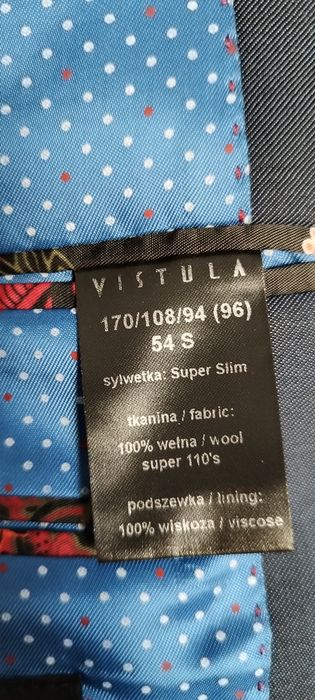 VISTULA
170/108/94 (96)
54 S
sylwetka: Super Slim
tkanina / fabric:
100% wełna / wool
super 110's
podszewka / lining:
100% wiskoza / viscose